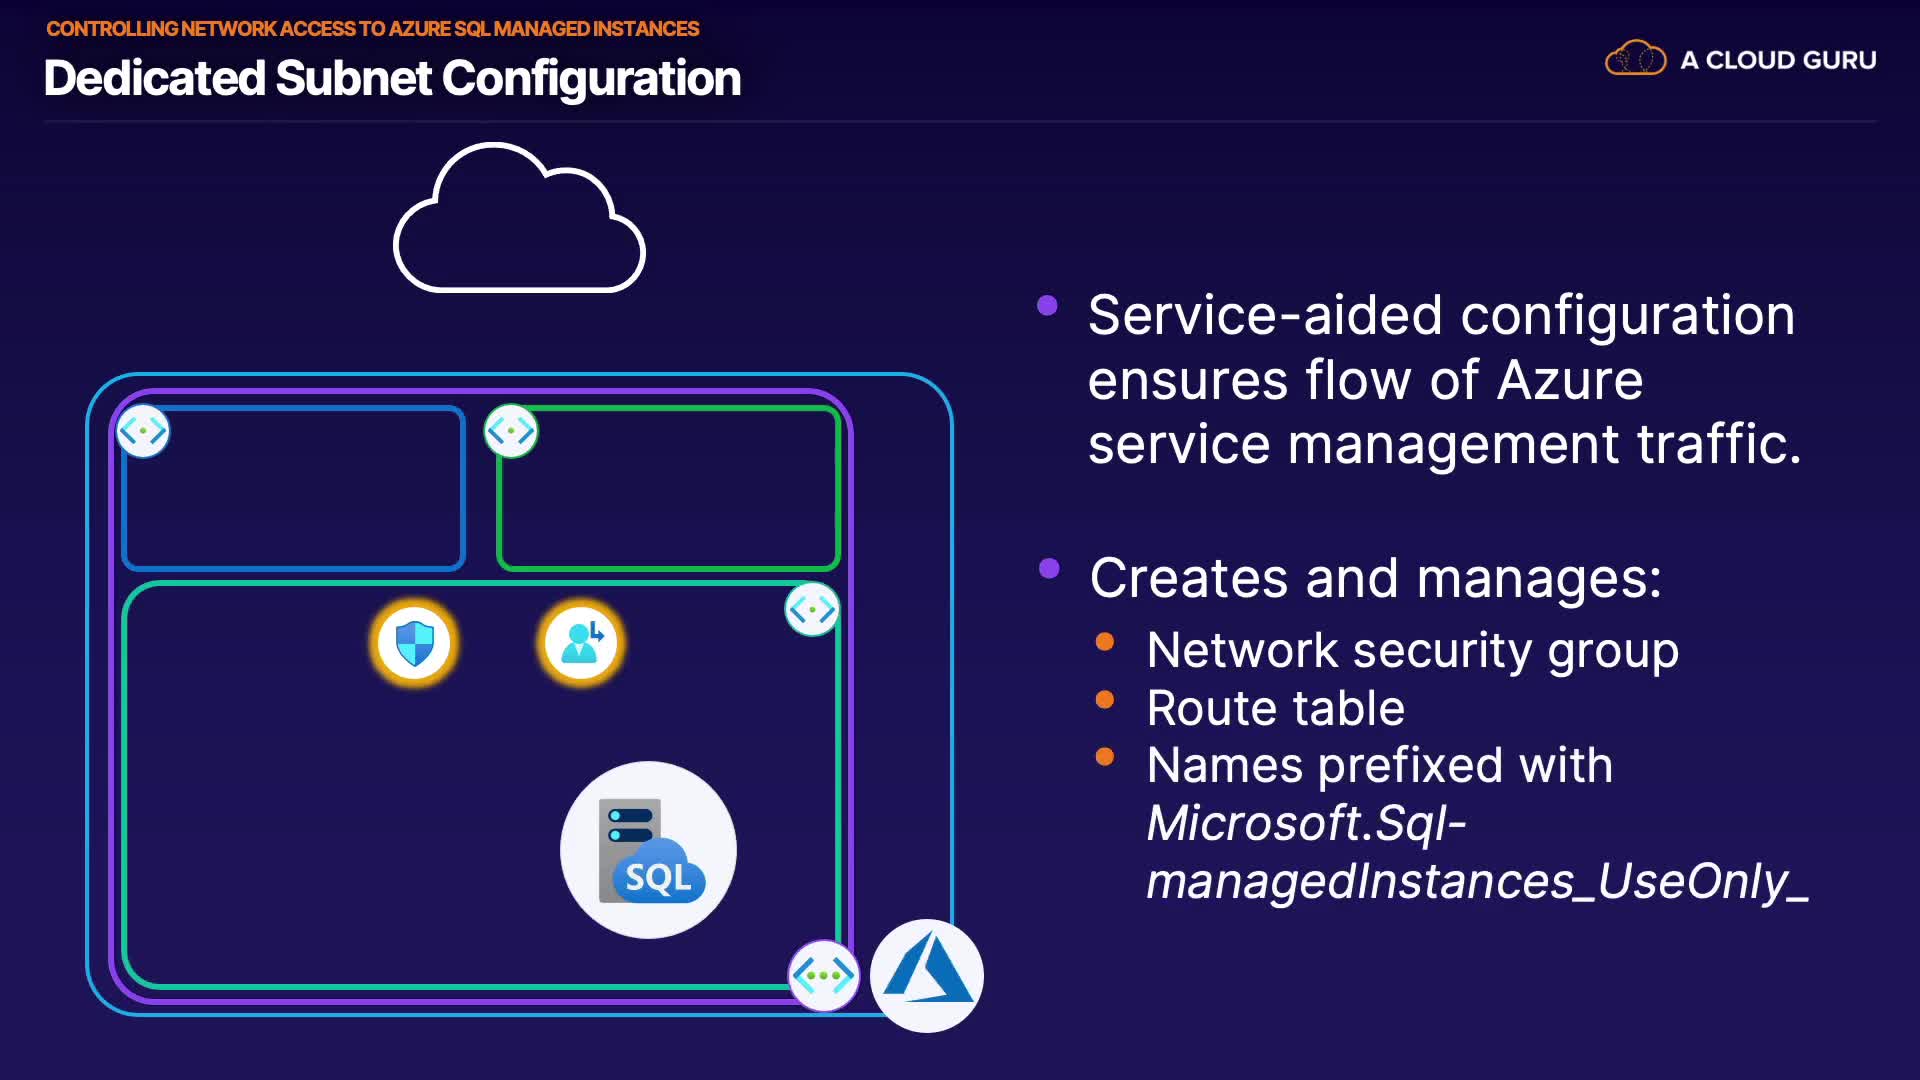 CONTROLLING NETWORK ACCESS TO AZURE SQL MANAGED INSTANCES
Dedicated Subnet Configuration
A CLOUD GURU
Service-aided configuration
ensures flow of Azure
service management traffic.
Creates and manages:
Network security group
Route table
Names prefixed with
Microsoft.Sql-
managedInstances_UseOnly_
SQL